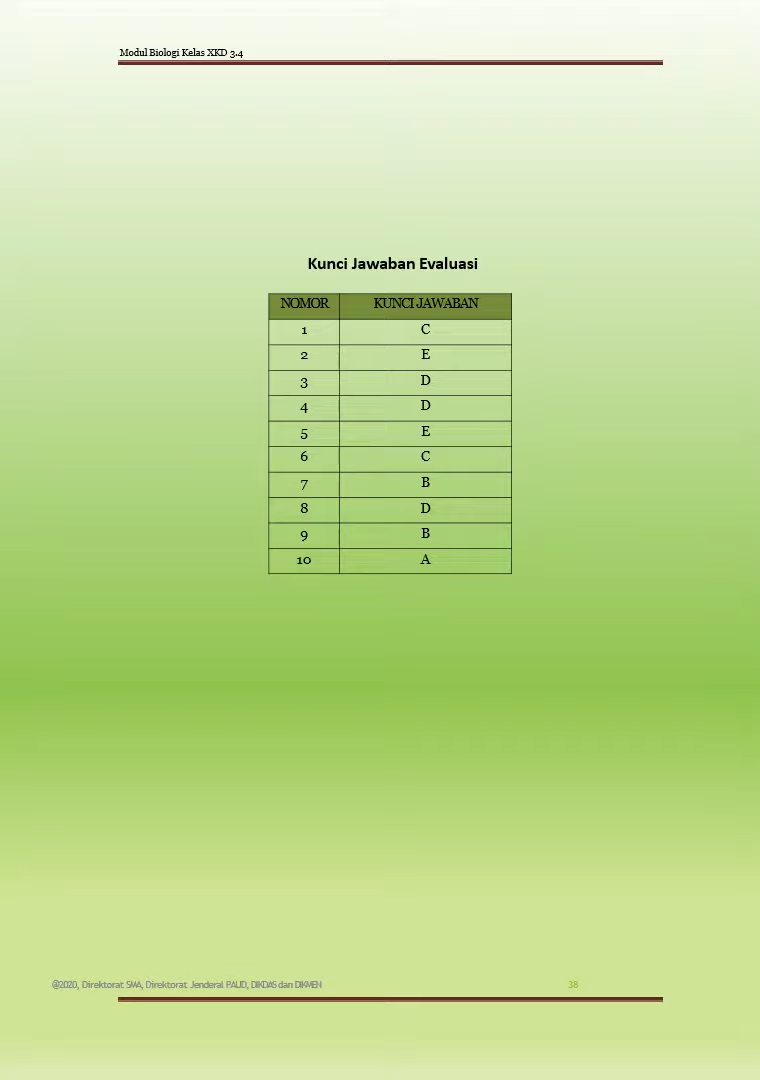 Modul Biologi Kelas XKD 3.4
Kunci Jawaban Evaluasi
NOMOR KUNCI JAWABAN
1 C
2 E
3 D
4 D
5 E
6 C
7 B
8 D
9 B
10 A
@2020, Direktorat SMA, Direktorat Jenderal PAUD, DIKDAS dan DIKMEN 38